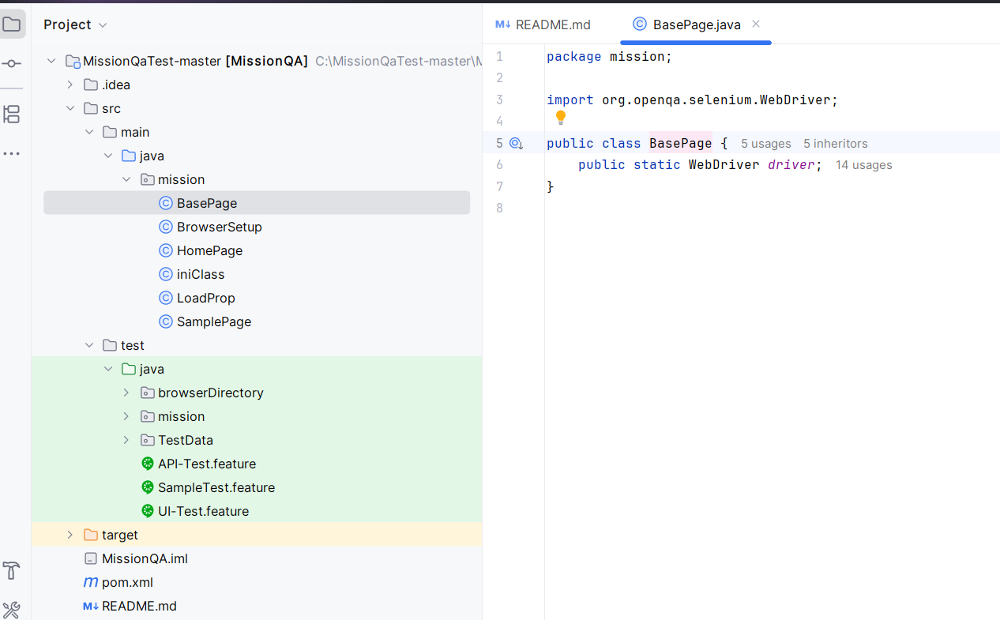 Project
MissionQaTest-master [MissionQA] C:\MissionQaTest-master\M
.idea
src
main
java
mission
BasePage
BrowserSetup
HomePage
iniClass
LoadProp
SamplePage
test
java
browserDirectory
mission
TestData
API-Test.feature
SampleTest.feature
UI-Test.feature
target
MissionQA.iml
m pom.xml
M↓ README.md
M↓ README.md
C BasePage.java
1 package mission;
2
3 import org.openqa.selenium.WebDriver;
4
5 public class BasePage { 5 usages 5 inheritors
6 public static WebDriver driver; 14 usages
7 }
8